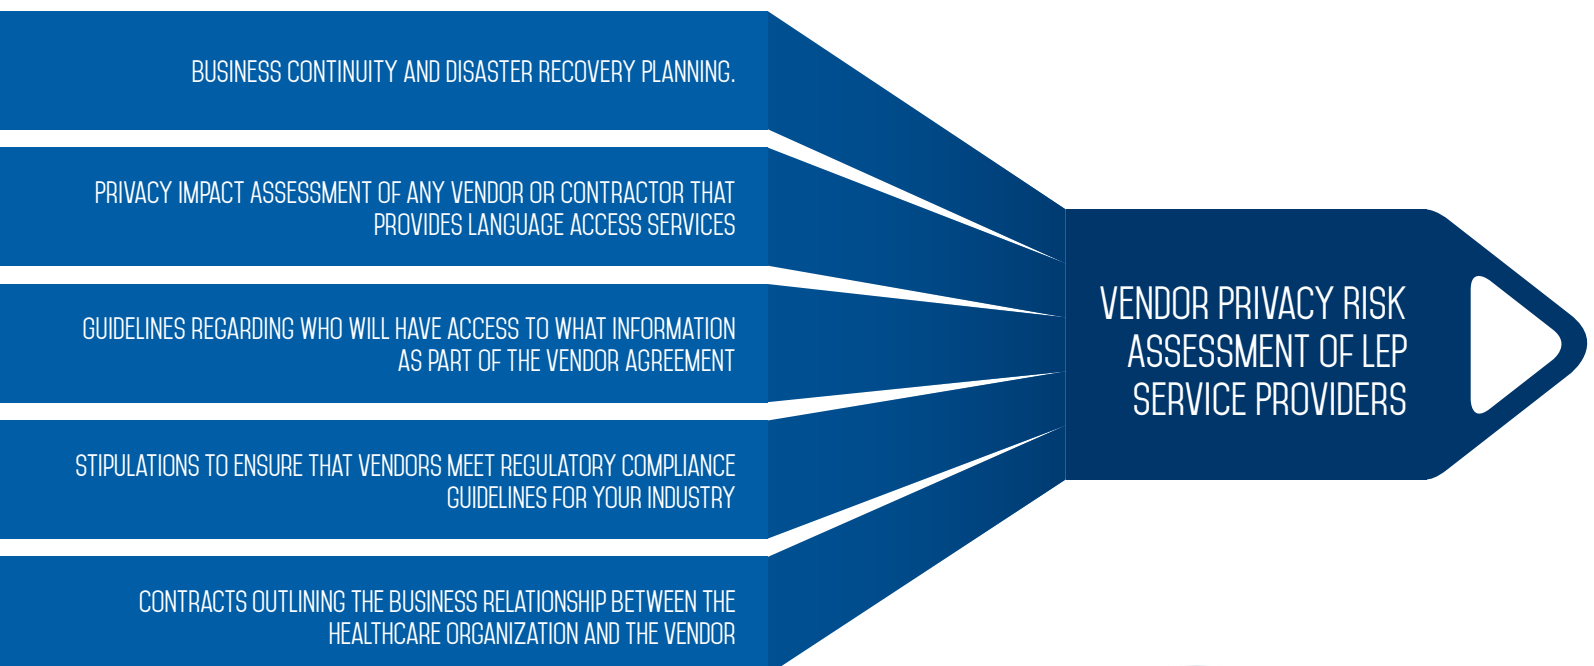 BUSINESS CONTINUITY AND DISASTER RECOVERY PLANNING.
PRIVACY IMPACT ASSESSMENT OF ANY VENDOR OR CONTRACTOR THAT
PROVIDES LANGUAGE ACCESS SERVICES
GUIDELINES REGARDING WHO WILL HAVE ACCESS TO WHAT INFORMATION
AS PART OF THE VENDOR AGREEMENT
STIPULATIONS TO ENSURE THAT VENDORS MEET REGULATORY COMPLIANCE
GUIDELINES FOR YOUR INDUSTRY
CONTRACTS OUTLINING THE BUSINESS RELATIONSHIP BETWEEN THE
HEALTHCARE ORGANIZATION AND THE VENDOR
VENDOR PRIVACY RISK
ASSESSMENT OF LEP
SERVICE PROVIDERS